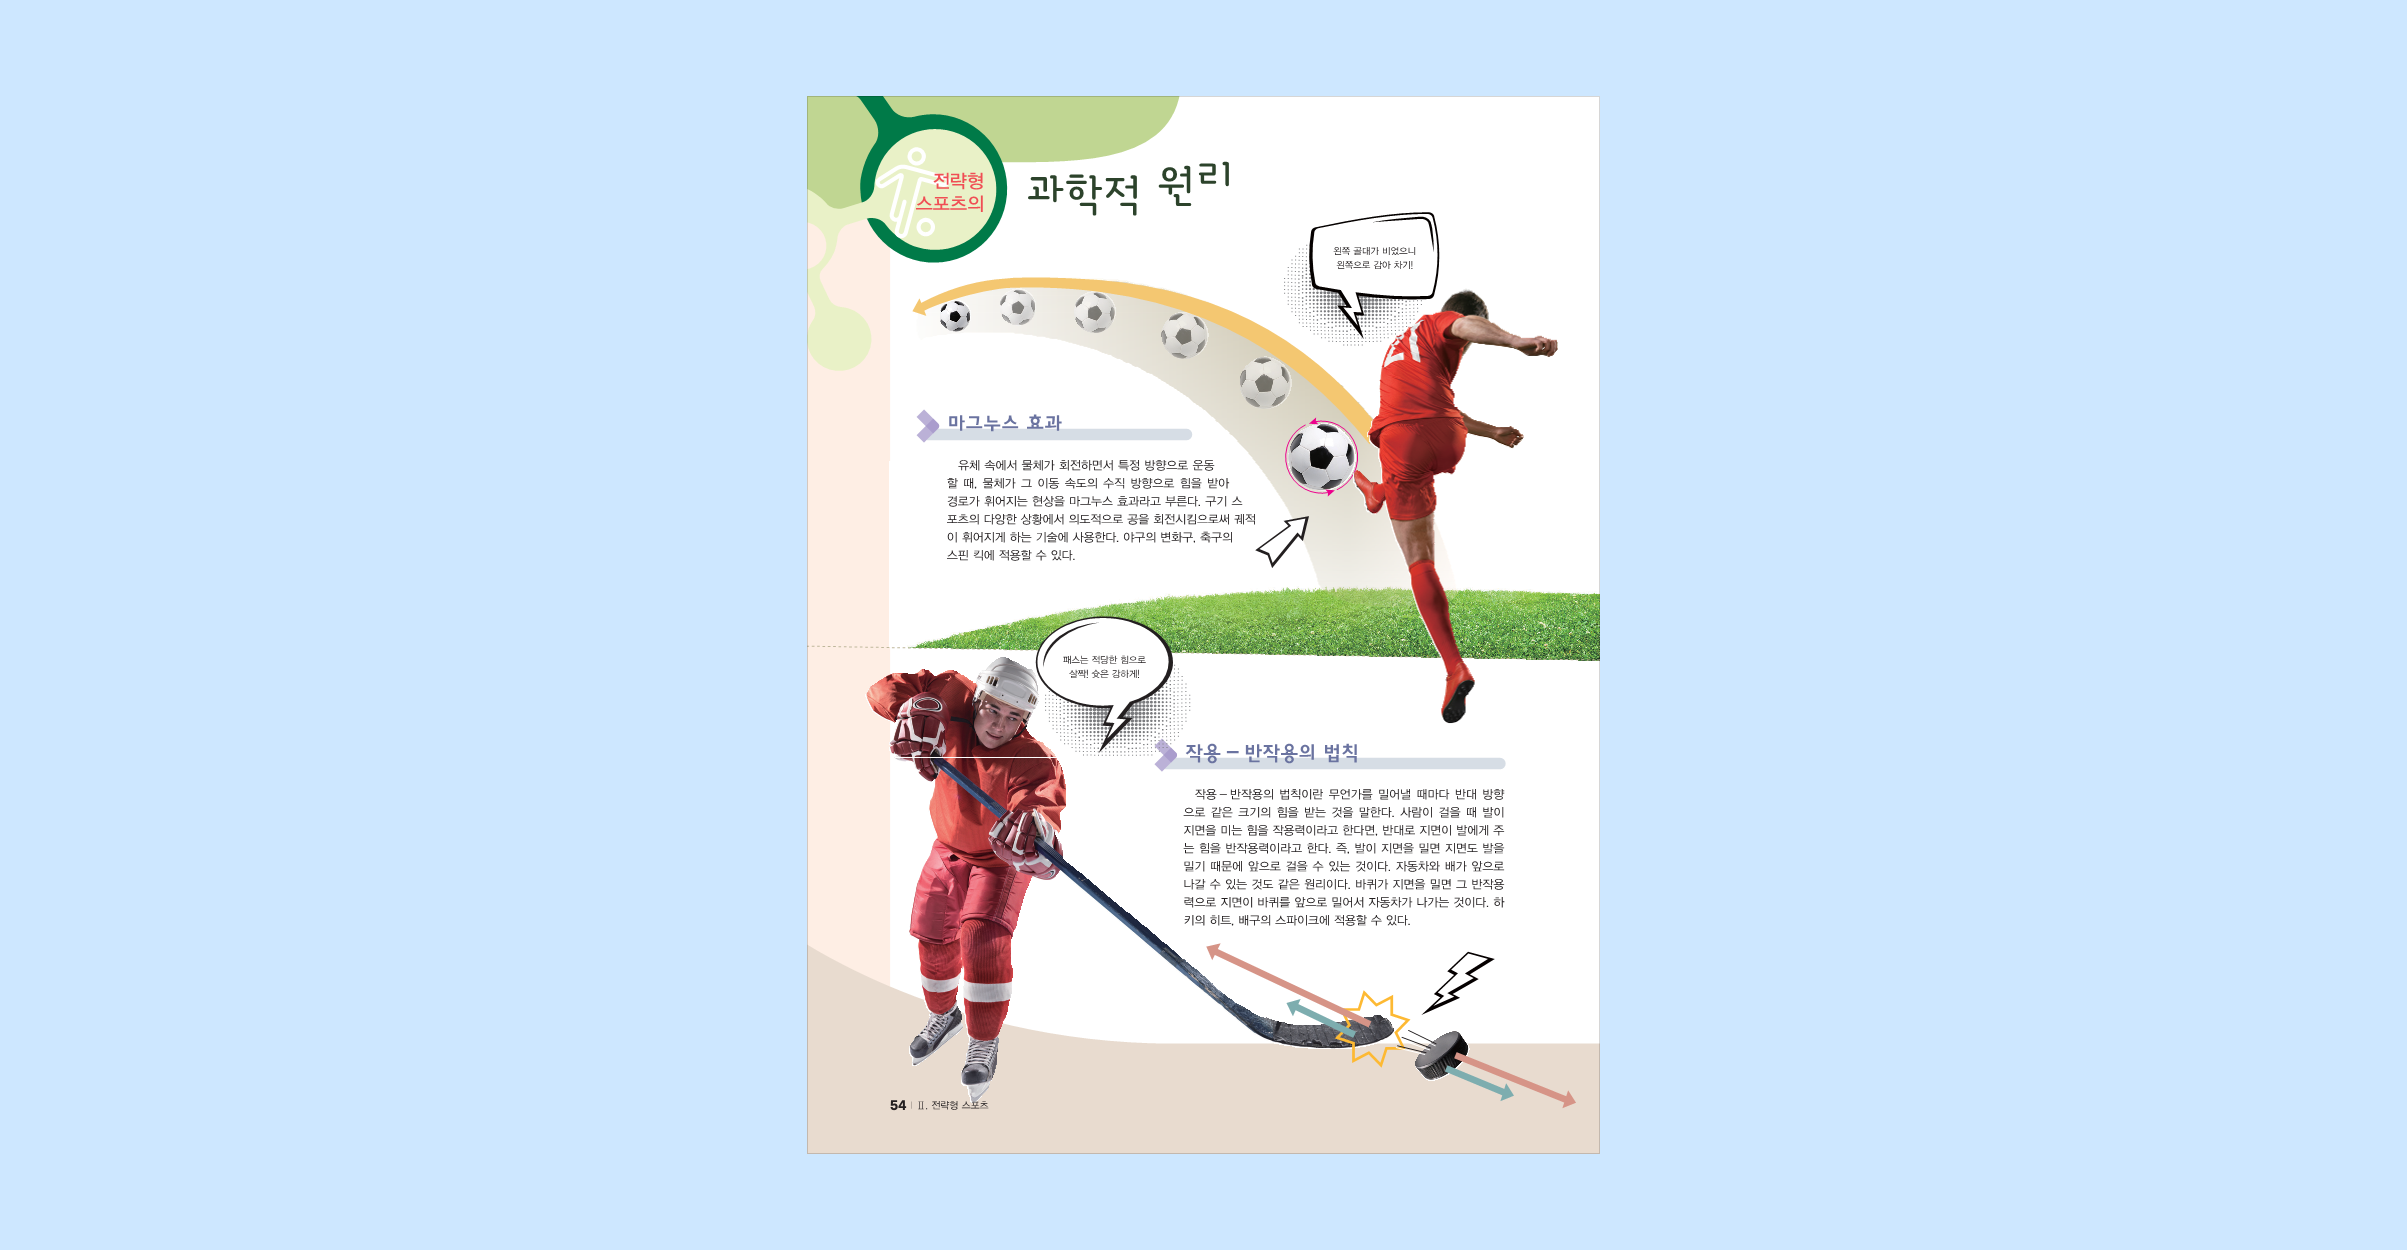 전략형
스포츠의
과학적 원리
왼쪽 골대가 비었으니
왼쪽으로 감아 차기!
마그누스 효과
유체 속에서 물체가 회전하면서 특정 방향으로 운동
할 때, 물체가 그 이동 속도의 수직 방향으로 힘을 받아
경로가 휘어지는 현상을 마그누스 효과라고 부른다. 구기 스
포츠의 다양한 상황에서 의도적으로 공을 회전시킴으로써 궤적
이 휘어지게 하는 기술에 사용한다. 야구의 변화구, 축구의
스핀 킥에 적용할 수 있다.
패스는 적당한 힘으로
살짝! 슛은 강하게!
작용 – 반작용의 법칙
작용 – 반작용의 법칙이란 무언가를 밀어낼 때마다 반대 방향
으로 같은 크기의 힘을 받는 것을 말한다. 사람이 걸을 때 발이
지면을 미는 힘을 작용력이라고 한다면, 반대로 지면이 발에게 주
는 힘을 반작용력이라고 한다. 즉, 발이 지면을 밀면 지면도 발을
밀기 때문에 앞으로 걸을 수 있는 것이다. 자동차와 배가 앞으로
나갈 수 있는 것도 같은 원리이다. 바퀴가 지면을 밀면 그 반작용
력으로 지면이 바퀴를 앞으로 밀어서 자동차가 나가는 것이다. 하
키의 히트, 배구의 스파이크에 적용할 수 있다.
54 | Ⅱ. 전략형 스포츠